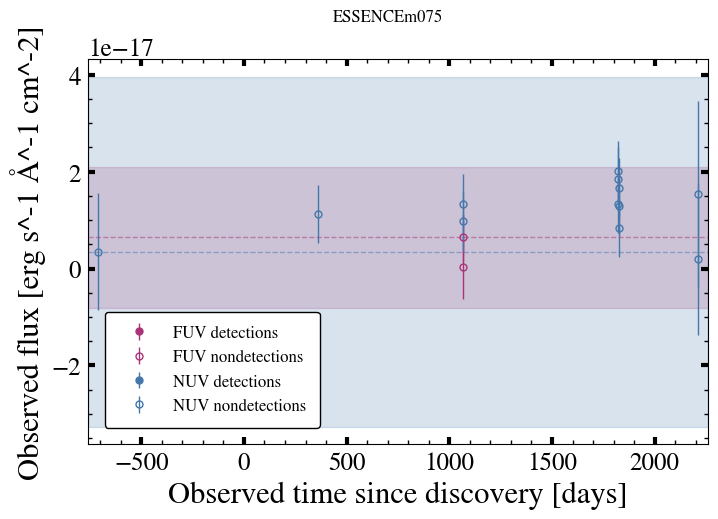 ESSENCEm075
1e−17
Observed flux [erg s^-1 Å^-1 cm^-2]
4
2
0
−2
FUV detections
FUV nondetections
NUV detections
NUV nondetections
−500 0 500 1000 1500 2000
Observed time since discovery [days]